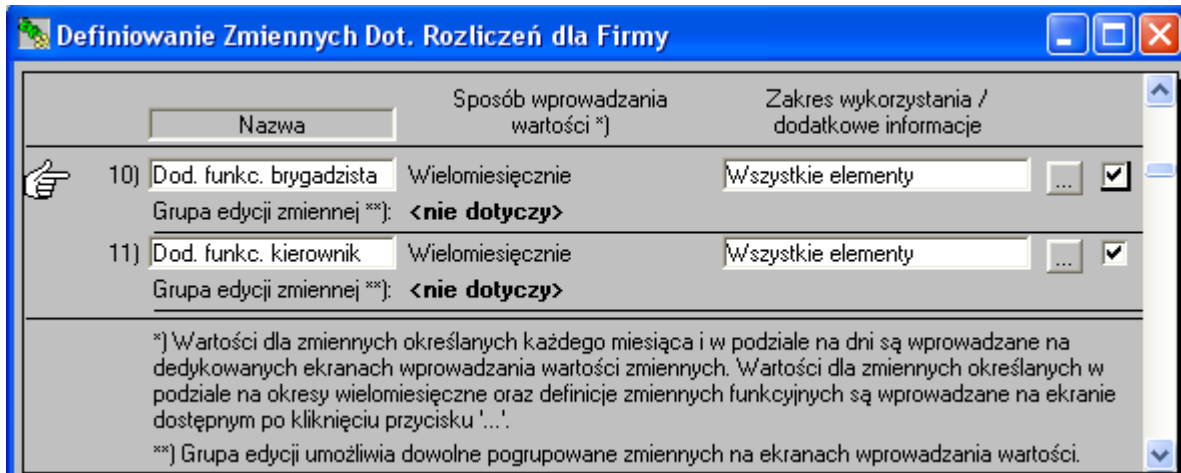 Definiowanie Zmiennych Dot. Rozliczeń dla Firmy
Nazwa
Sposób wprowadzania
wartości *)
Zakres wykorzystania /
dodatkowe informacje
10) Dod. funkc. brygadzista Wielomiesięcznie Wszystkie elementy ...
Grupa edycji zmiennej **): <nie dotyczy>
11) Dod. funkc. kierownik Wielomiesięcznie Wszystkie elementy ...
Grupa edycji zmiennej **): <nie dotyczy>
*) Wartości dla zmiennych określanych każdego miesiąca i w podziale na dni są wprowadzane na
dedykowanych ekranach wprowadzania wartości zmiennych. Wartości dla zmiennych określanych w
podziale na okresy wielomiesięczne oraz definicje zmiennych funkcyjnych są wprowadzane na ekranie
dostępnym po kliknięciu przycisku '...'.
**) Grupa edycji umożliwia dowolne pogrupowane zmiennych na ekranach wprowadzania wartości.